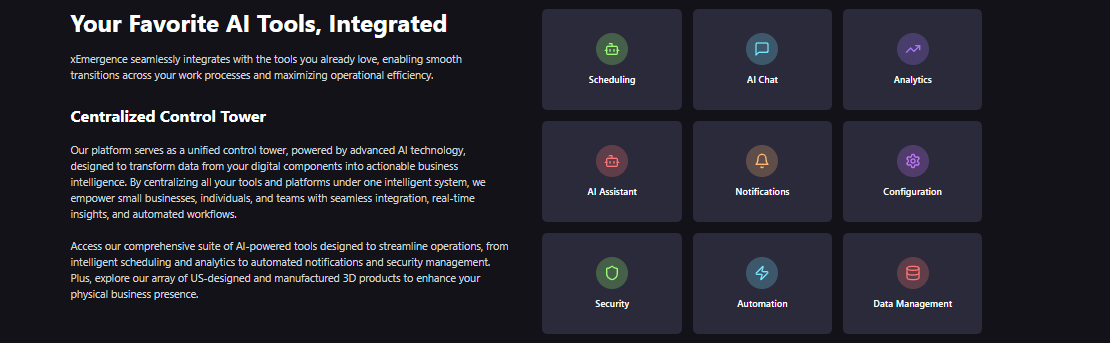 Your Favorite AI Tools, Integrated
xEmergence seamlessly integrates with the tools you already love, enabling smooth
transitions across your work processes and maximizing operational efficiency.
Centralized Control Tower
Our platform serves as a unified control tower, powered by advanced AI technology,
designed to transform data from your digital components into actionable business
intelligence. By centralizing all your tools and platforms under one intelligent system, we
empower small businesses, individuals, and teams with seamless integration, real-time
insights, and automated workflows.
Access our comprehensive suite of AI-powered tools designed to streamline operations, from
intelligent scheduling and analytics to automated notifications and security management.
Plus, explore our array of US-designed and manufactured 3D products to enhance your
physical business presence.
Scheduling
AI Chat
Analytics
AI Assistant
Notifications
Configuration
Security
Automation
Data Management